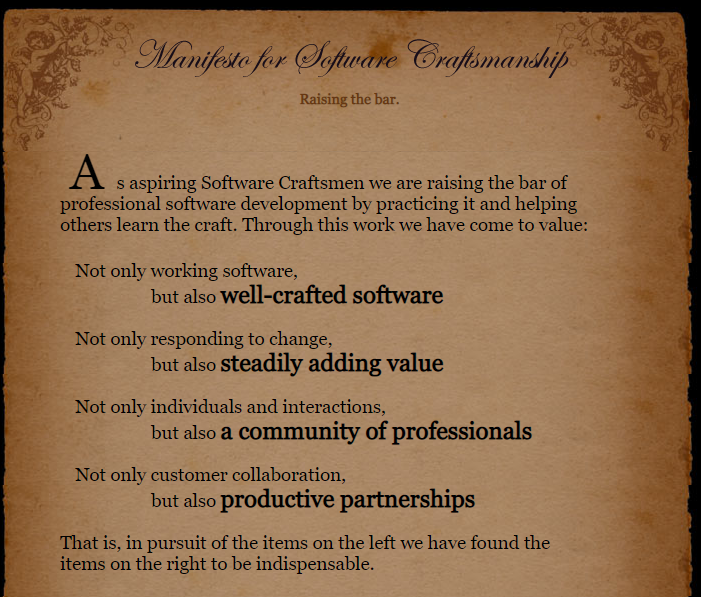 Manifesto for Software Craftsmanship
Raising the bar.
As aspiring Software Craftsmen we are raising the bar of
professional software development by practicing it and helping
others learn the craft. Through this work we have come to value:
Not only working software,
but also well-crafted software
Not only responding to change,
but also steadily adding value
Not only individuals and interactions,
but also a community of professionals
Not only customer collaboration,
but also productive partnerships
That is, in pursuit of the items on the left we have found the
items on the right to be indispensable.